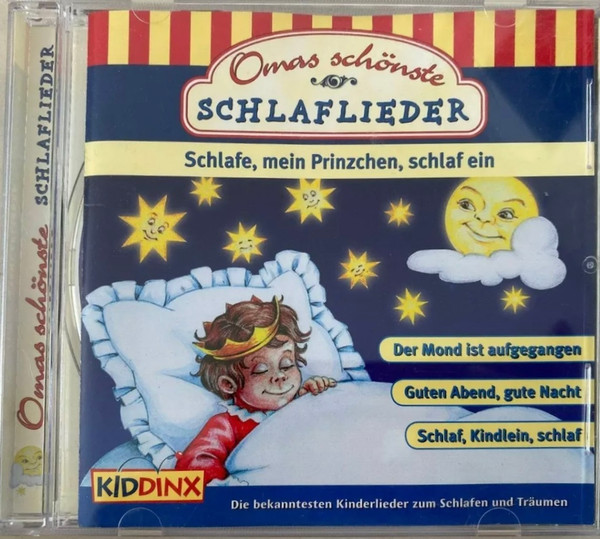 Omas schönste
SCHLAFLIEDER
Schlafe, mein Prinzchen, schlaf ein
Der Mond ist aufgegangen
Guten Abend, gute Nacht
Schlaf, Kindlein, schlaf
KIDDINX
Die bekanntesten Kinderlieder zum Schlafen und Träumen
Omas schönste SCHLAFLIEDER